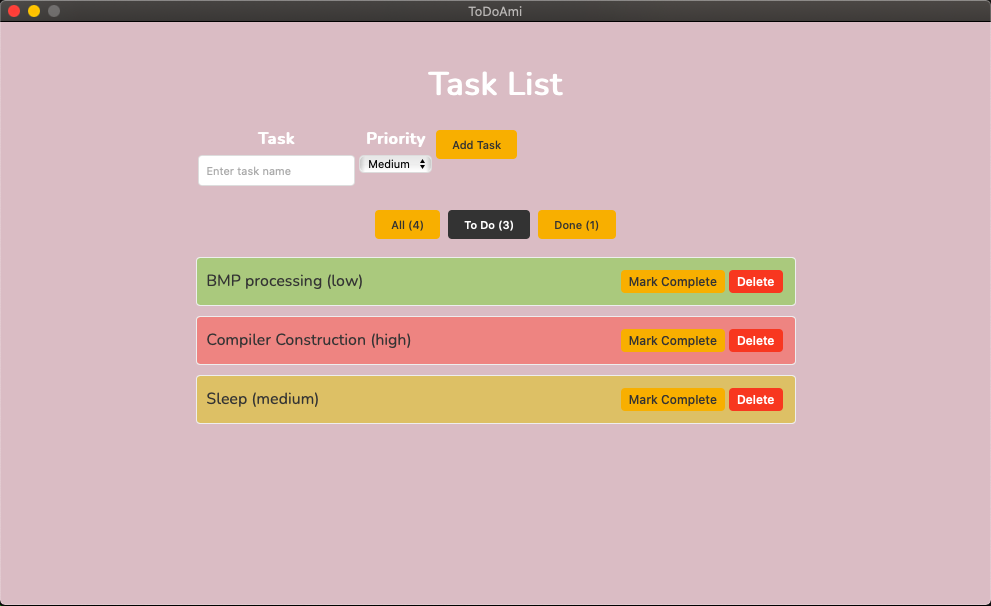 ToDoAmi
Task List
Task Priority Add Task
Enter task name Medium
All (4) To Do (3) Done (1)
BMP processing (low) Mark Complete Delete
Compiler Construction (high) Mark Complete Delete
Sleep (medium) Mark Complete Delete